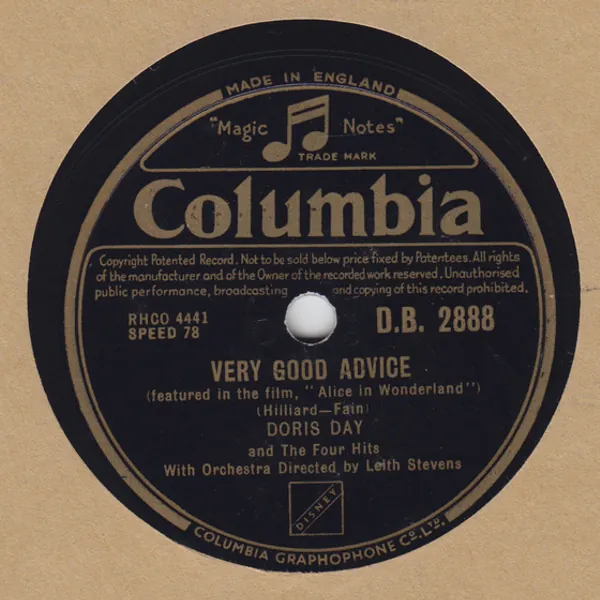 MADE IN ENGLAND
"Magic Notes"
TRADE MARK
Columbia
Copyright Patented Record. Not to be sold below price fixed by Patentees. All rights
of the manufacturer and of the Owner of the recorded work reserved. Unauthorised
public performance, broadcasting and copying of this record prohibited.
RHCO 4441
SPEED 78
D.B. 2888
VERY GOOD ADVICE
(featured in the film, "Alice in Wonderland")
(Hilliard—Fain)
DORIS DAY
and The Four Hits
With Orchestra Directed by Leith Stevens
DISNEY
COLUMBIA GRAPHOPHONE CO. LTD.